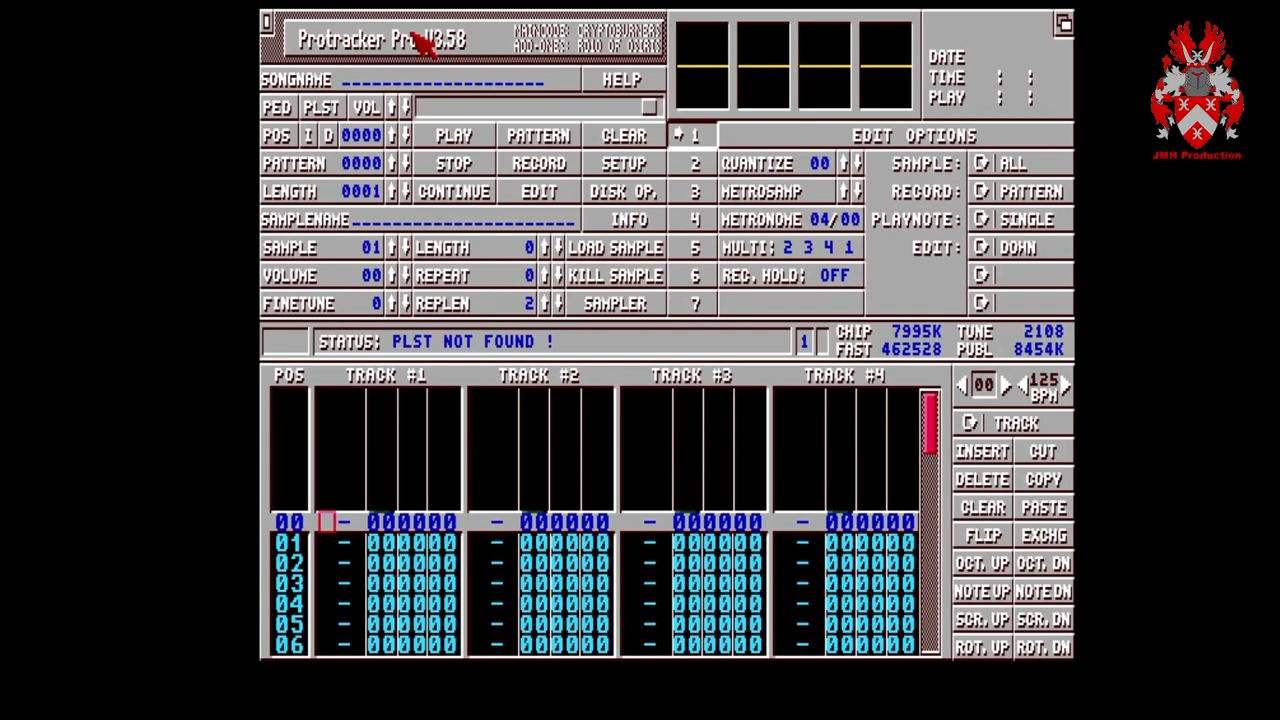 Protracker Pro V3.58
MAINCODE: CRYPTOBURNERS
ADD-ONES: ROIO OF OSIRIS
SONGNAME ____________________ HELP
PED PLST VOL
POS I D 0000 PLAY PATTERN CLEAR
PATTERN 0000 STOP RECORD SETUP
LENGTH 0001 CONTINUE EDIT DISK OP.
SAMPLENAME______________________ INFO
SAMPLE 01 LENGTH 0 LOAD SAMPLE
VOLUME 00 REPEAT 0 KILL SAMPLE
FINETUNE 0 REPLEN 2 SAMPLER
DATE
TIME : :
PLAY : :
1 EDIT OPTIONS
2 QUANTIZE 00 SAMPLE: ALL
3 METROSAMP RECORD: PATTERN
4 METRONOME 04/00 PLAYNOTE: SINGLE
5 MULTI: 2 3 4 1 EDIT: DOWN
6 REC. HOLD: OFF
7
STATUS: PLST NOT FOUND ! 1
CHIP 7995K TUNE 2108
FAST 462528 PUBL 8454K
POS TRACK #1 TRACK #2 TRACK #3 TRACK #4
00 - 000000 - 000000 - 000000 - 000000
01 - 000000 - 000000 - 000000 - 000000
02 - 000000 - 000000 - 000000 - 000000
03 - 000000 - 000000 - 000000 - 000000
04 - 000000 - 000000 - 000000 - 000000
05 - 000000 - 000000 - 000000 - 000000
06 - 000000 - 000000 - 000000 - 000000
00 125 BPM
TRACK
INSERT CUT
DELETE COPY
CLEAR PASTE
FLIP EXCHG
OCT. UP OCT. DN
NOTE UP NOTE DN
SCR. UP SCR. DN
ROT. UP ROT. DN
JMH Production